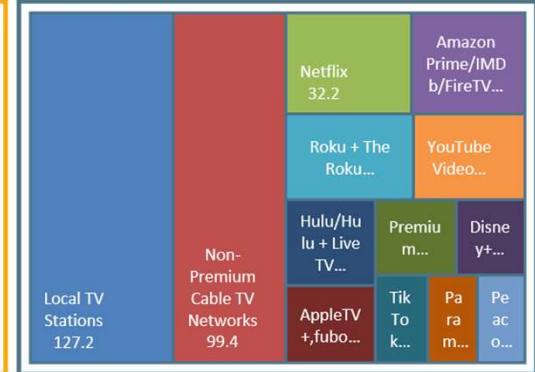 Local TV
Stations
127.2
Non-
Premium
Cable TV
Networks
99.4
Netflix
32.2
Amazon
Prime/IMD
b/FireTV...
Roku + The
Roku...
YouTube
Video...
Hulu/Hu
lu + Live
TV...
Premiu
m...
Disne
y+...
AppleTV
+,fubo...
Tik
To
k...
Pa
ra
m...
Pe
ac
o...